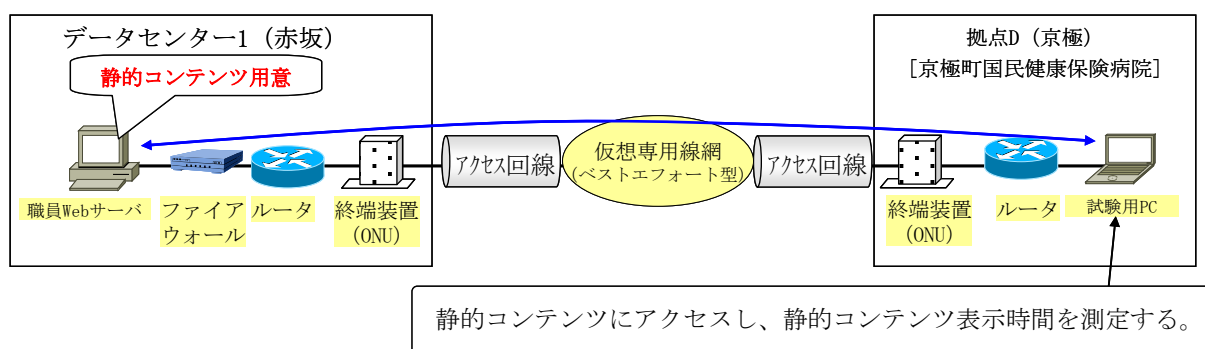 データセンター1（赤坂）
静的コンテンツ用意
職員Webサーバ
ファイア
ウォール
ルータ
終端装置
(ONU)
アクセス回線
仮想専用線網
(ベストエフォート型)
アクセス回線
拠点D（京極）
[京極町国民健康保険病院]
終端装置
(ONU)
ルータ
試験用PC
静的コンテンツにアクセスし、静的コンテンツ表示時間を測定する。